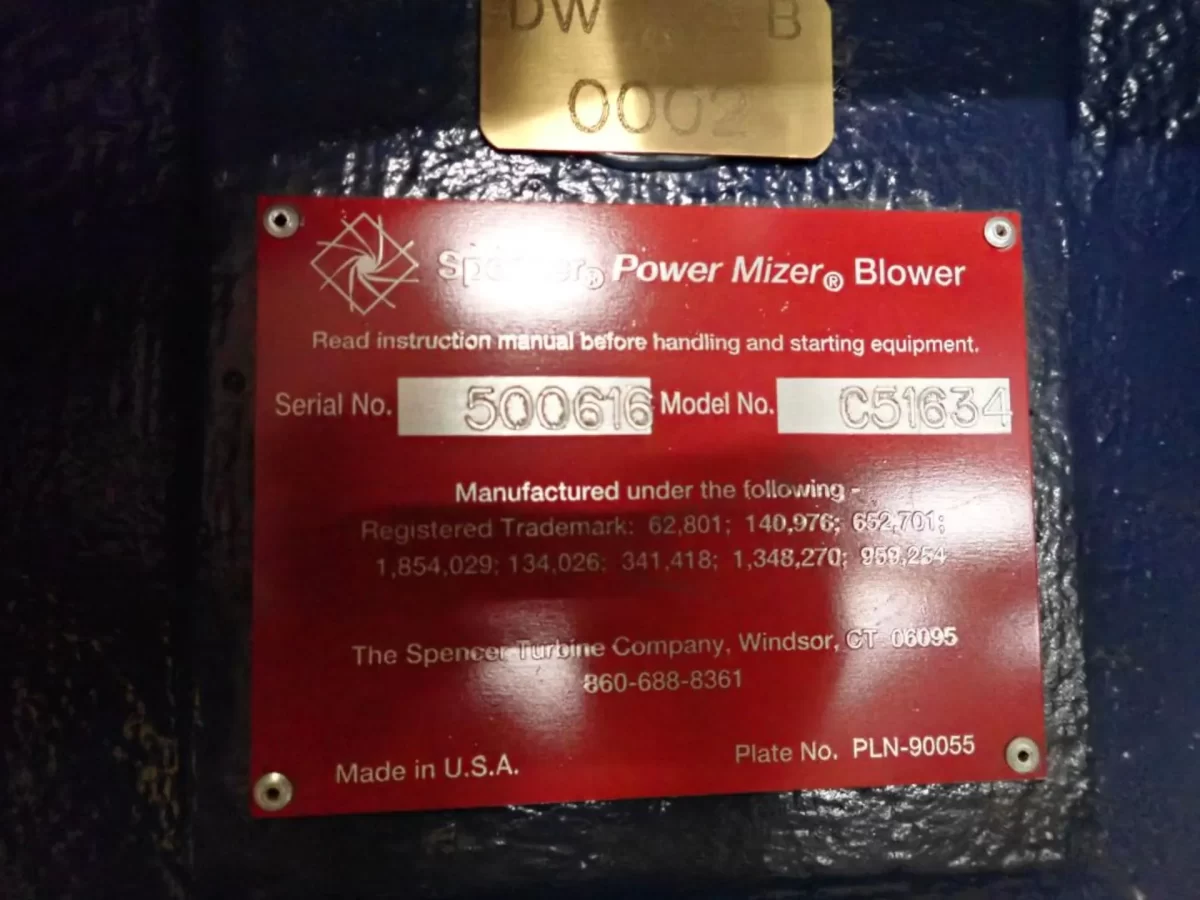 DW B
0002
Spencer® Power Mizer® Blower
Read instruction manual before handling and starting equipment.
Serial No. 500616 Model No. C51634
Manufactured under the following -
Registered Trademark: 62,801; 140,976; 652,701;
1,854,029; 134,026; 341,418; 1,348,270; 959,254
The Spencer Turbine Company, Windsor, CT 06095
860-688-8361
Made in U.S.A.
Plate No. PLN-90055